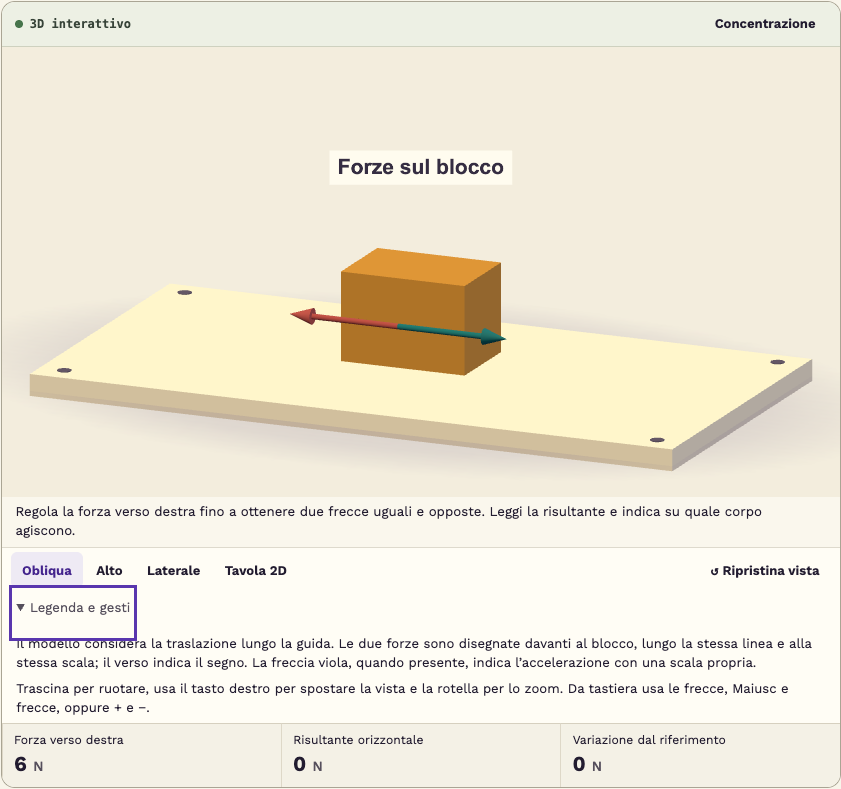 3D interattivo
Concentrazione
Forze sul blocco
Regola la forza verso destra fino a ottenere due frecce uguali e opposte. Leggi la risultante e indica su quale corpo
agiscono.
Obliqua
Alto
Laterale
Tavola 2D
↺ Ripristina vista
▼ Legenda e gesti
Il modello considera la traslazione lungo la guida. Le due forze sono disegnate davanti al blocco, lungo la stessa linea e alla
stessa scala; il verso indica il segno. La freccia viola, quando presente, indica l’accelerazione con una scala propria.
Trascina per ruotare, usa il tasto destro per spostare la vista e la rotella per lo zoom. Da tastiera usa le frecce, Maiusc e
frecce, oppure + e −.
Forza verso destra
6 N
Risultante orizzontale
0 N
Variazione dal riferimento
0 N